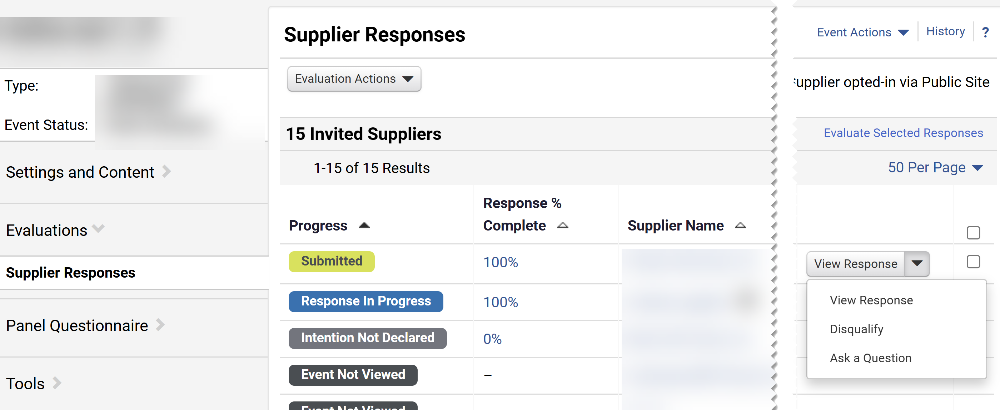 Supplier Responses
Event Actions
History
?
Type:
Event Status:
Evaluation Actions
upplier opted-in via Public Site
15 Invited Suppliers
Evaluate Selected Responses
1-15 of 15 Results
50 Per Page
Settings and Content
Evaluations
Supplier Responses
Panel Questionnaire
Tools
Progress
Response %
Complete
Supplier Name
Submitted
100%
View Response
Response In Progress
100%
View Response
Intention Not Declared
0%
Disqualify
Ask a Question
Event Not Viewed
–
Event Not Viewed